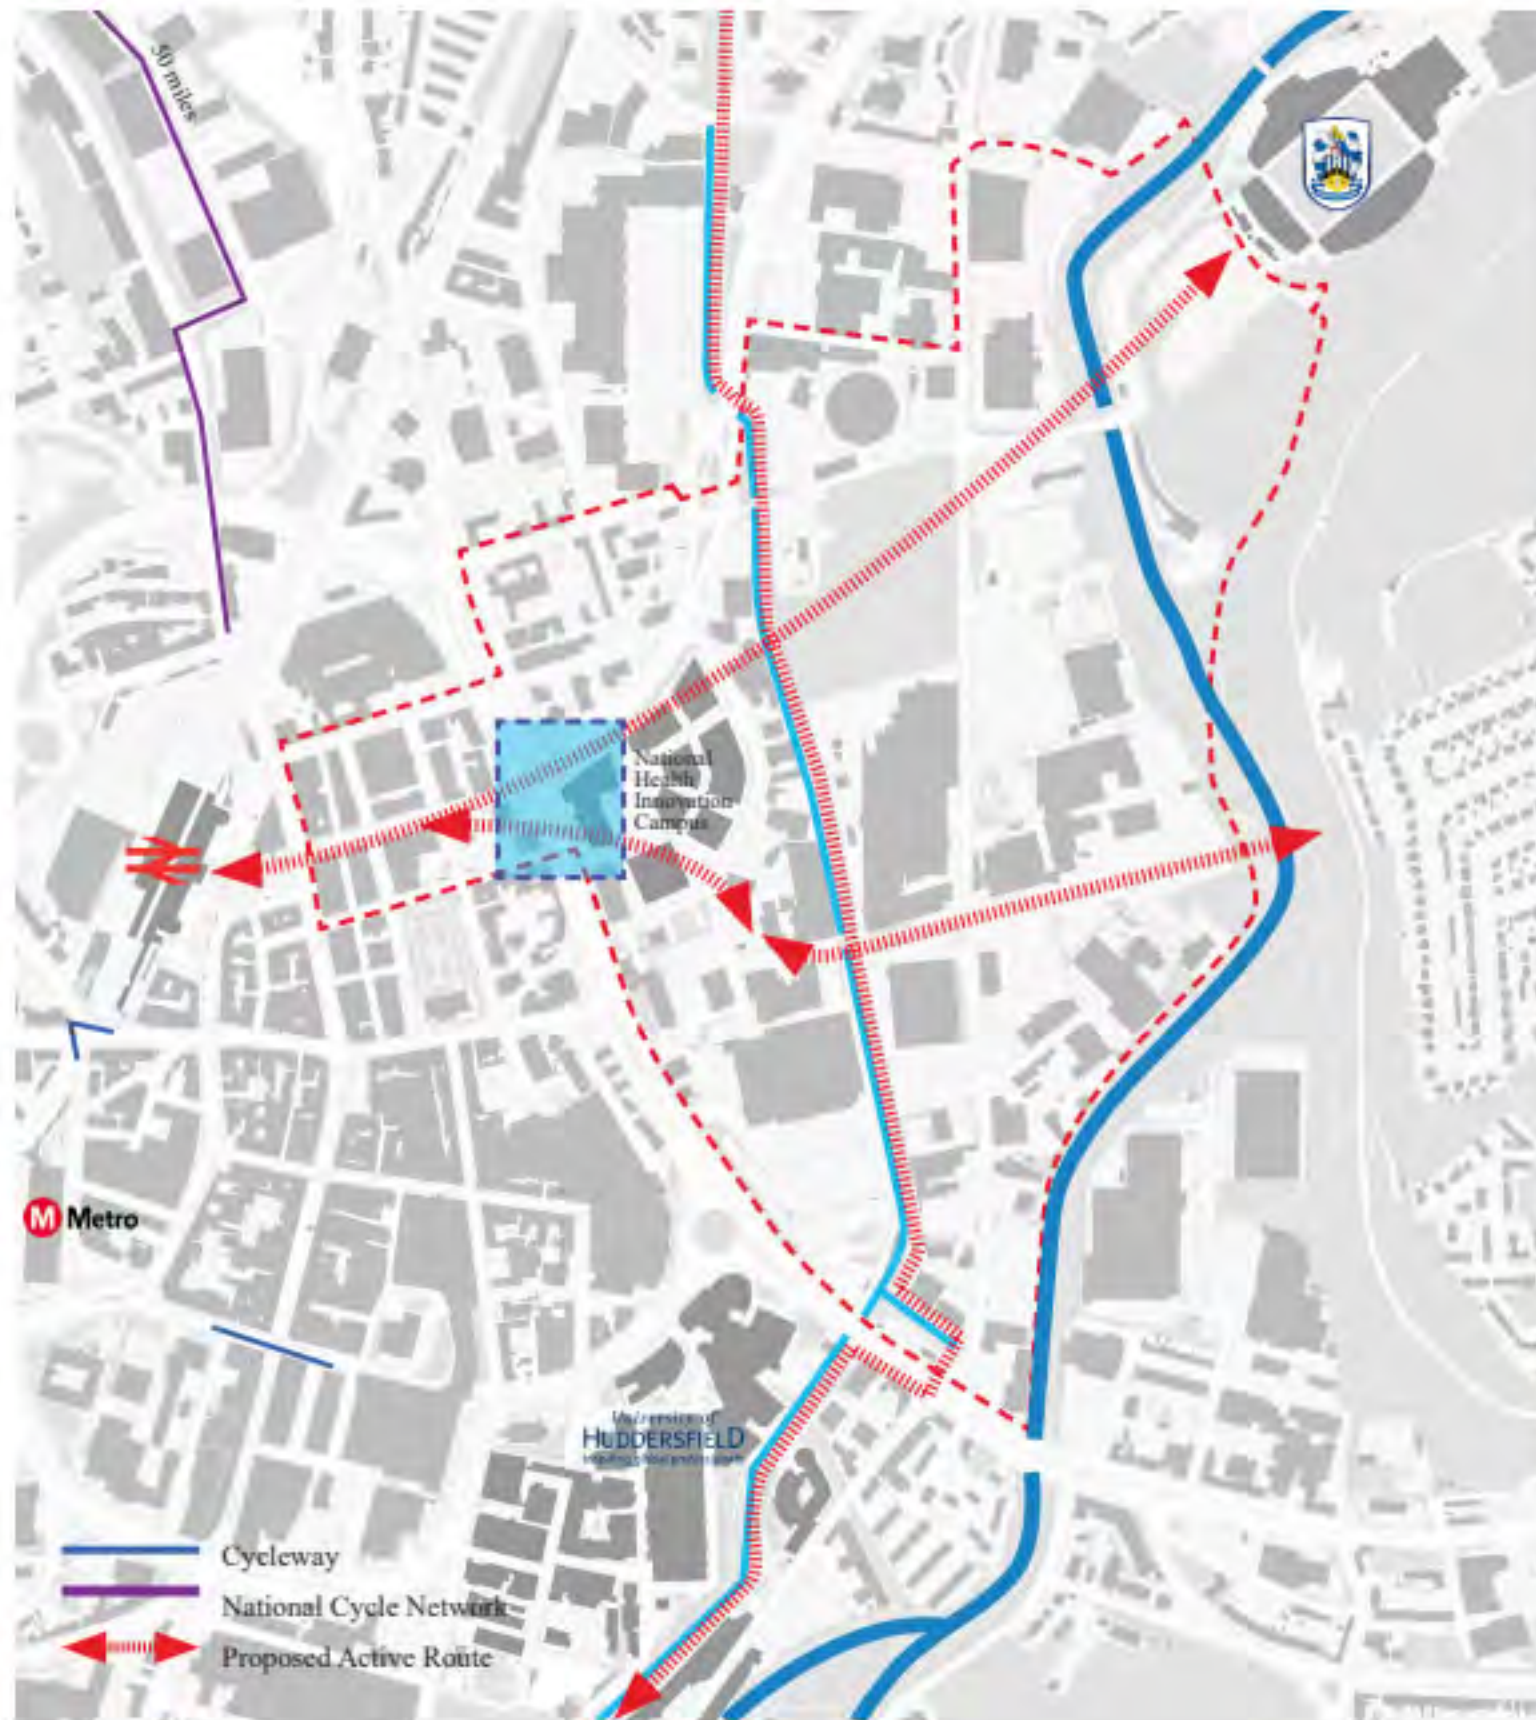 50 miles
National
Health
Innovation
Campus
M Metro
University of
HUDDERSFIELD
Cycleway
National Cycle Network
Proposed Active Route